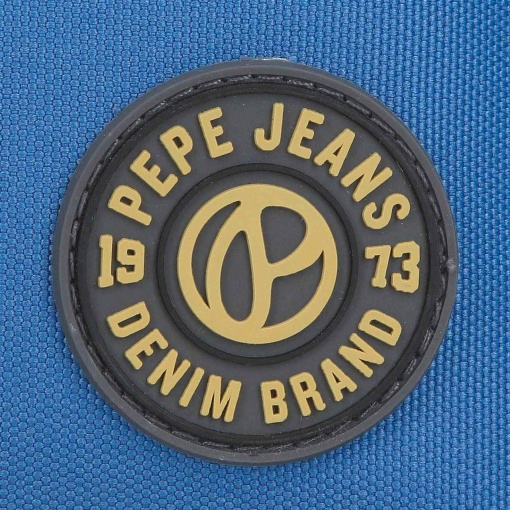 PEPE JEANS
19 73
DENIM BRAND